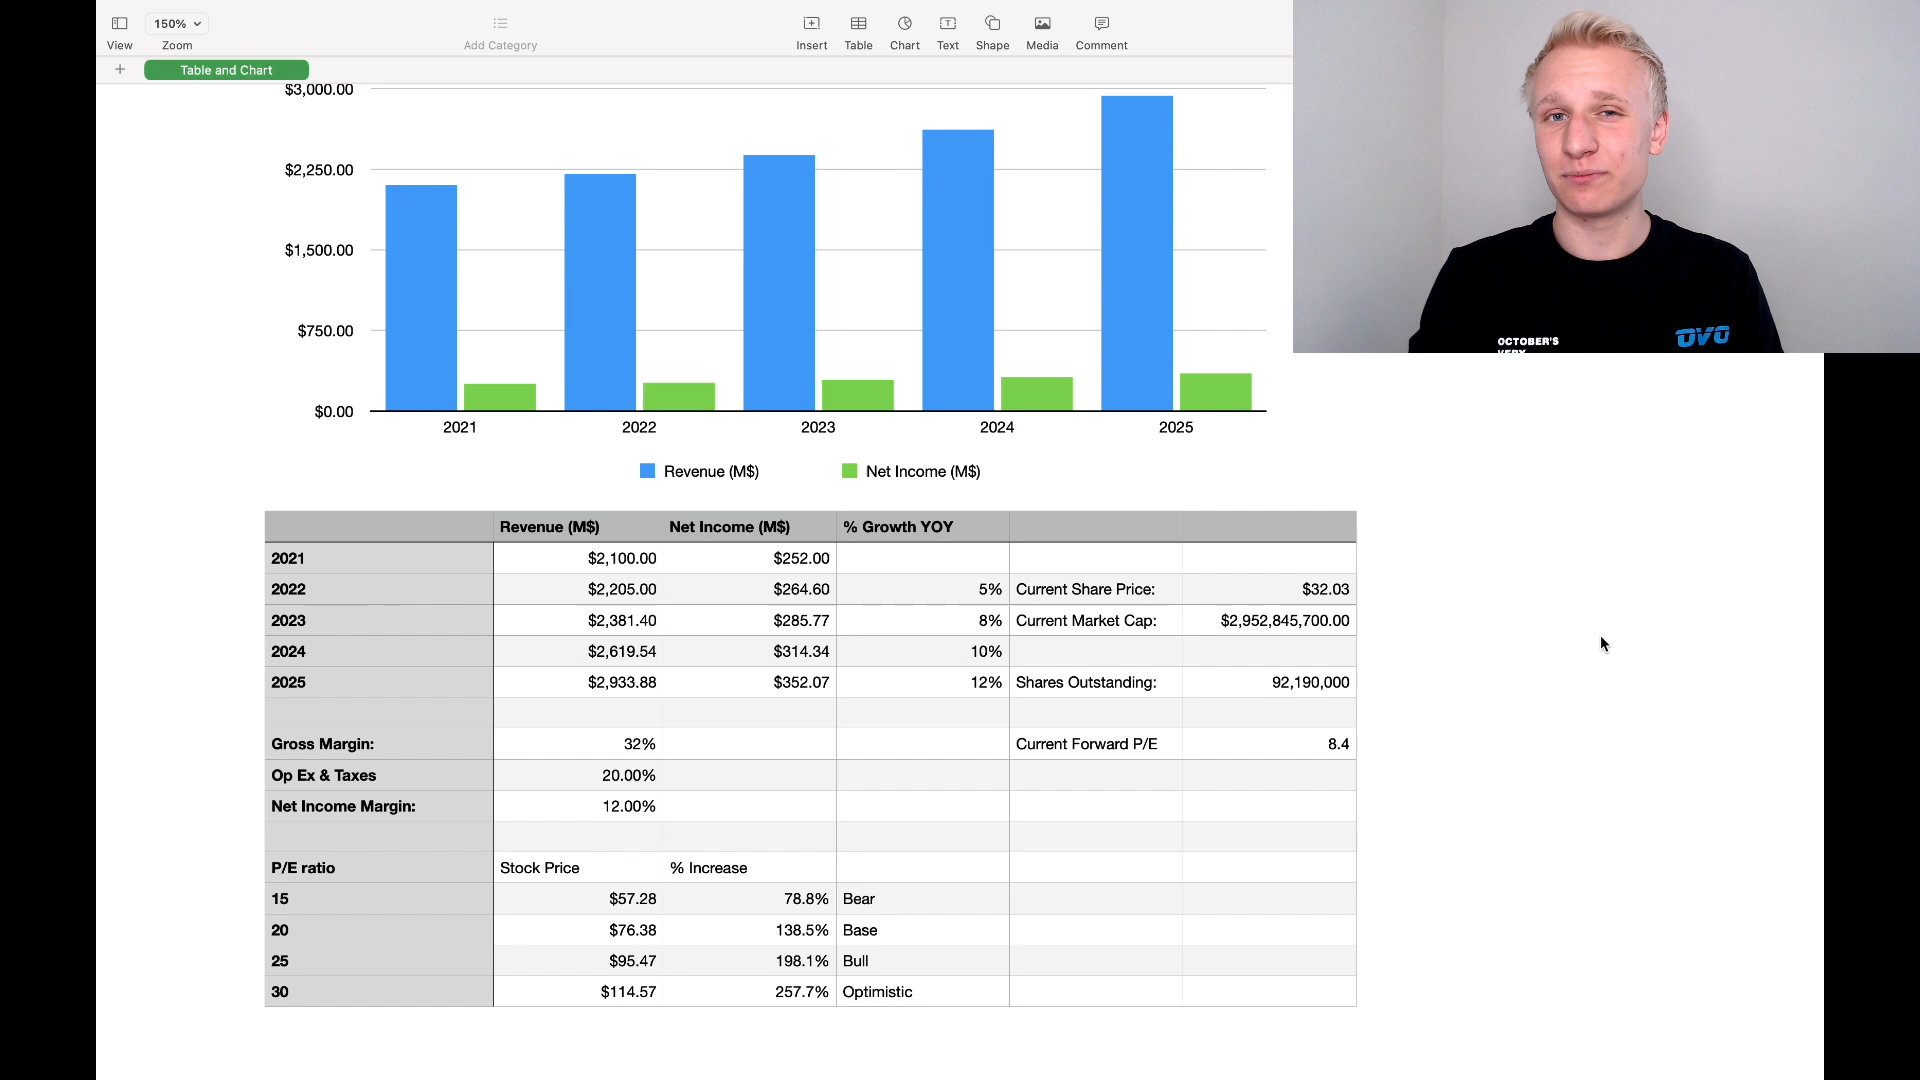 150%
View
Zoom
Add Category
Insert
Table
Chart
Text
Shape
Media
Comment
+
Table and Chart
$3,000.00
$2,250.00
$1,500.00
$750.00
$0.00
2021 2022 2023 2024 2025
Revenue (M$) Net Income (M$)
OCTOBER'S
VERY
OVO
Revenue (M$) Net Income (M$) % Growth YOY
2021 $2,100.00 $252.00
2022 $2,205.00 $264.60 5% Current Share Price: $32.03
2023 $2,381.40 $285.77 8% Current Market Cap: $2,952,845,700.00
2024 $2,619.54 $314.34 10%
2025 $2,933.88 $352.07 12% Shares Outstanding: 92,190,000
Gross Margin: 32% Current Forward P/E 8.4
Op Ex & Taxes 20.00%
Net Income Margin: 12.00%
P/E ratio Stock Price % Increase
15 $57.28 78.8% Bear
20 $76.38 138.5% Base
25 $95.47 198.1% Bull
30 $114.57 257.7% Optimistic